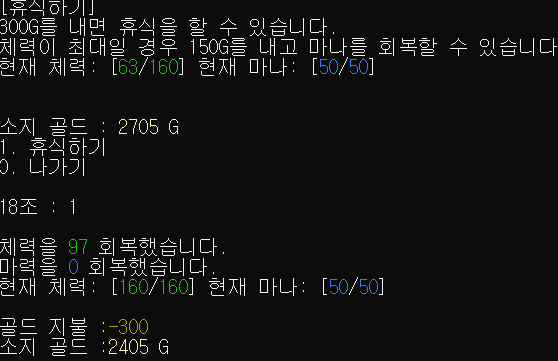 [휴식하기]
300G를 내면 휴식을 할 수 있습니다.
체력이 최대일 경우 150G를 내고 마나를 회복할 수 있습니다
현재 체력: [63/160] 현재 마나: [50/50]
소지 골드 : 2705 G
1. 휴식하기
0. 나가기
18조 : 1
체력을 97 회복했습니다.
마력을 0 회복했습니다.
현재 체력: [160/160] 현재 마나: [50/50]
골드 지불 :-300
소지 골드 :2405 G